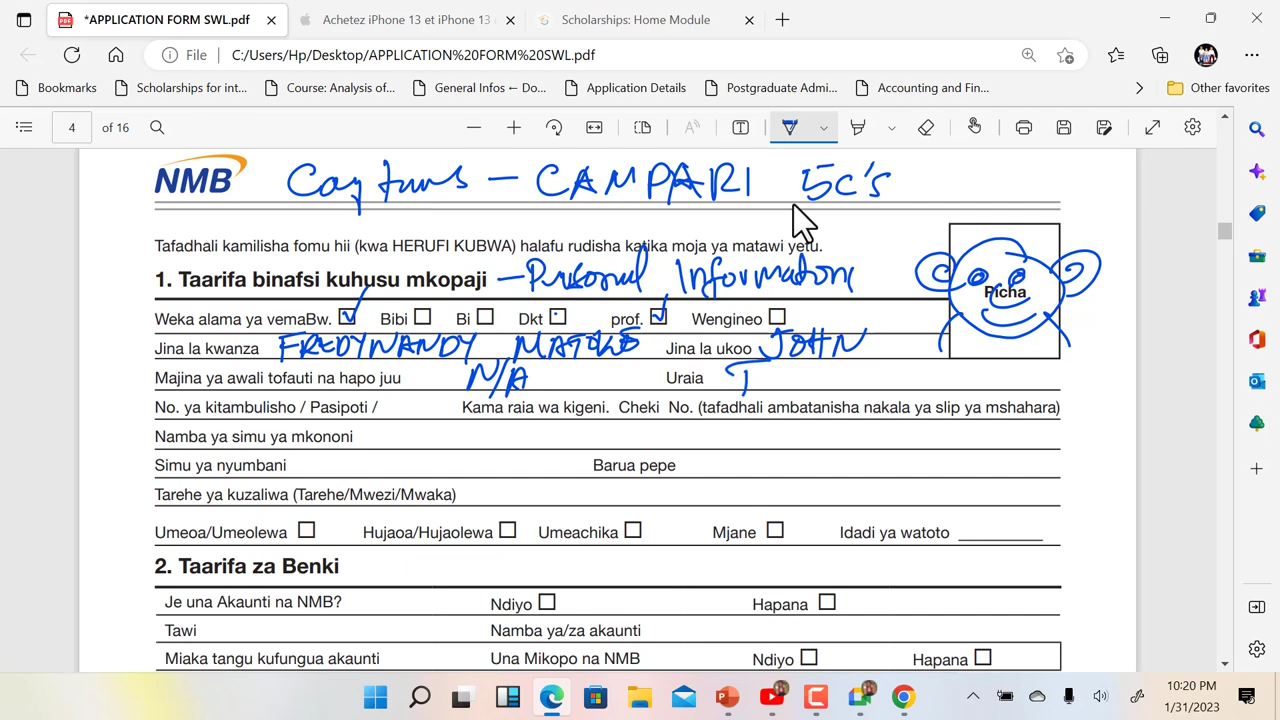 *APPLICATION FORM SWL.pdf Achetez iPhone 13 et iPhone 13 Scholarships: Home Module
File C:/Users/Hp/Desktop/APPLICATION%20FORM%20SWL.pdf
Bookmarks Scholarships for int... Course: Analysis of... General Infos ← Do... Application Details Postgraduate Admi... Accounting and Fin... Other favorites
4 of 16
NMB - CAMPARI 5c's
Tafadhali kamilisha fomu hii (kwa HERUFI KUBWA) halafu rudisha katika moja ya matawi yetu.
1. Taarifa binafsi kuhusu mkopaji - Personal Information
Picha
Weka alama ya vemaBw. Bibi Bi Dkt prof. Wengineo
Jina la kwanza FREDYNANDY Jina la ukoo JOHN
Majina ya awali tofauti na hapo juu N/A Uraia T
No. ya kitambulisho / Pasipoti / Kama raia wa kigeni. Cheki No. (tafadhali ambatanisha nakala ya slip ya mshahara)
Namba ya simu ya mkononi
Simu ya nyumbani Barua pepe
Tarehe ya kuzaliwa (Tarehe/Mwezi/Mwaka)
Umeoa/Umeolewa Hujaoa/Hujaolewa Umeachika Mjane Idadi ya watoto
2. Taarifa za Benki
Je una Akaunti na NMB? Ndiyo Hapana
Tawi Namba ya/za akaunti
Miaka tangu kufungua akaunti Una Mikopo na NMB Ndiyo Hapana
10:20 PM
1/31/2023